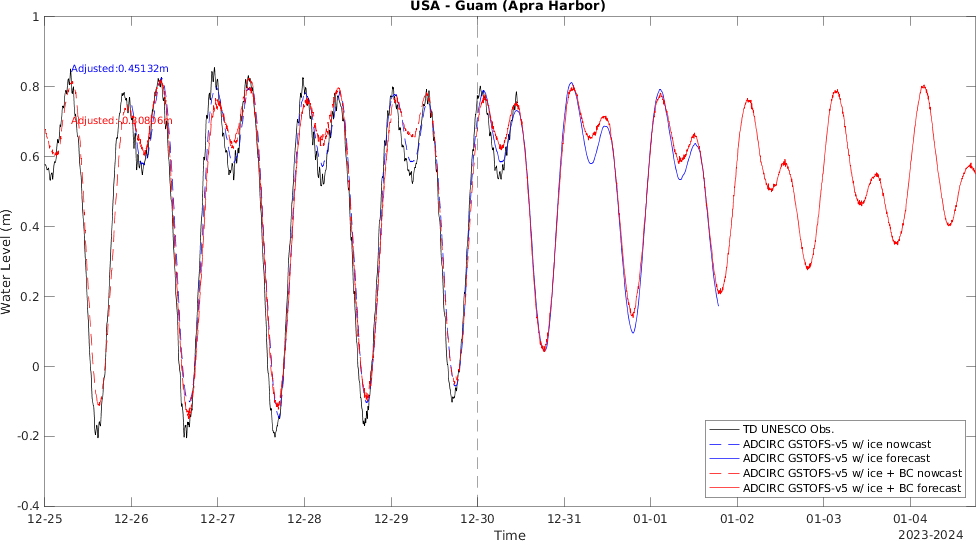 USA - Guam (Apra Harbor)
1
0.8
0.6
0.4
0.2
0
-0.2
-0.4
Water Level (m)
Adjusted:0.45132m
12-25
12-26
12-27
12-28
12-29
12-30
12-31
01-01
01-02
01-03
01-04
Time
2023-2024
TD UNESCO Obs.
ADCIRC GSTOFS-v5 w/ ice nowcast
ADCIRC GSTOFS-v5 w/ ice forecast
ADCIRC GSTOFS-v5 w/ ice + BC nowcast
ADCIRC GSTOFS-v5 w/ ice + BC forecast